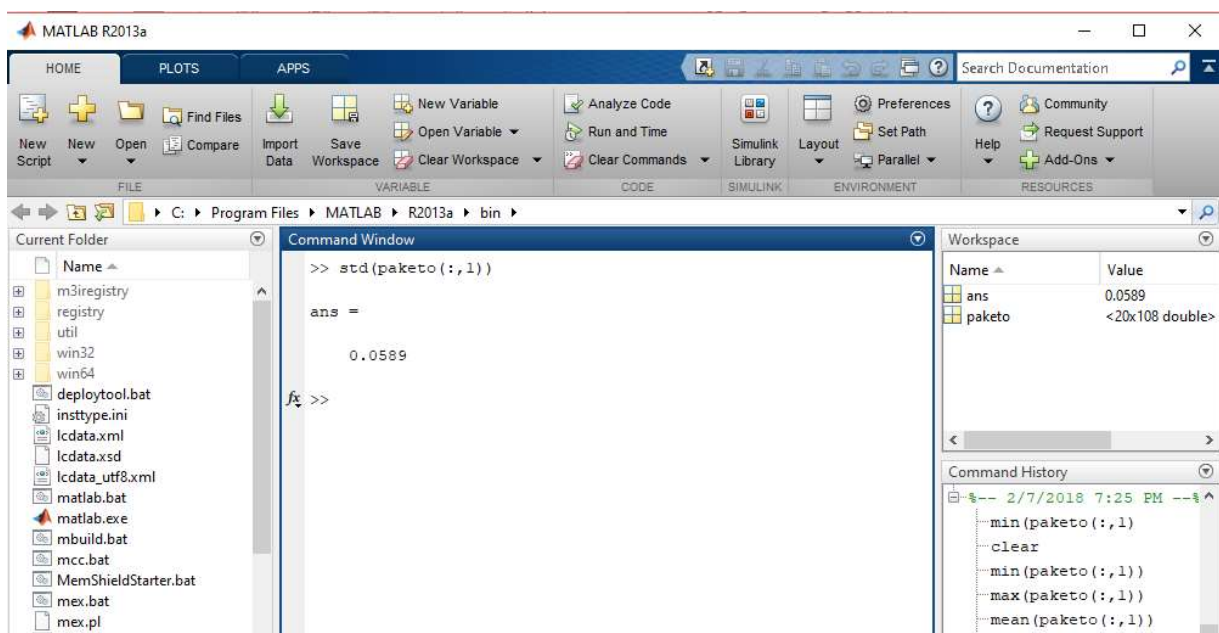 MATLAB R2013a
HOME PLOTS APPS
Search Documentation
New Script
New
Open
Find Files
Compare
FILE
Import Data
Save Workspace
New Variable
Open Variable
Clear Workspace
VARIABLE
Analyze Code
Run and Time
Clear Commands
CODE
Simulink Library
SIMULINK
Layout
Preferences
Set Path
Parallel
ENVIRONMENT
Help
Community
Request Support
Add-Ons
RESOURCES
C: Program Files MATLAB R2013a bin
Current Folder
Name
m3iregistry
registry
util
win32
win64
deploytool.bat
insttype.ini
lcdata.xml
lcdata.xsd
lcdata_utf8.xml
matlab.bat
matlab.exe
mbuild.bat
mcc.bat
MemShieldStarter.bat
mex.bat
mex.pl
Command Window
>> std(paketo(:,1))
ans =
0.0589
fx >>
Workspace
Name Value
ans 0.0589
paketo <20x108 double>
Command History
%-- 2/7/2018 7:25 PM --%
min(paketo(:,1)
clear
min(paketo(:,1))
max(paketo(:,1))
mean(paketo(:,1))